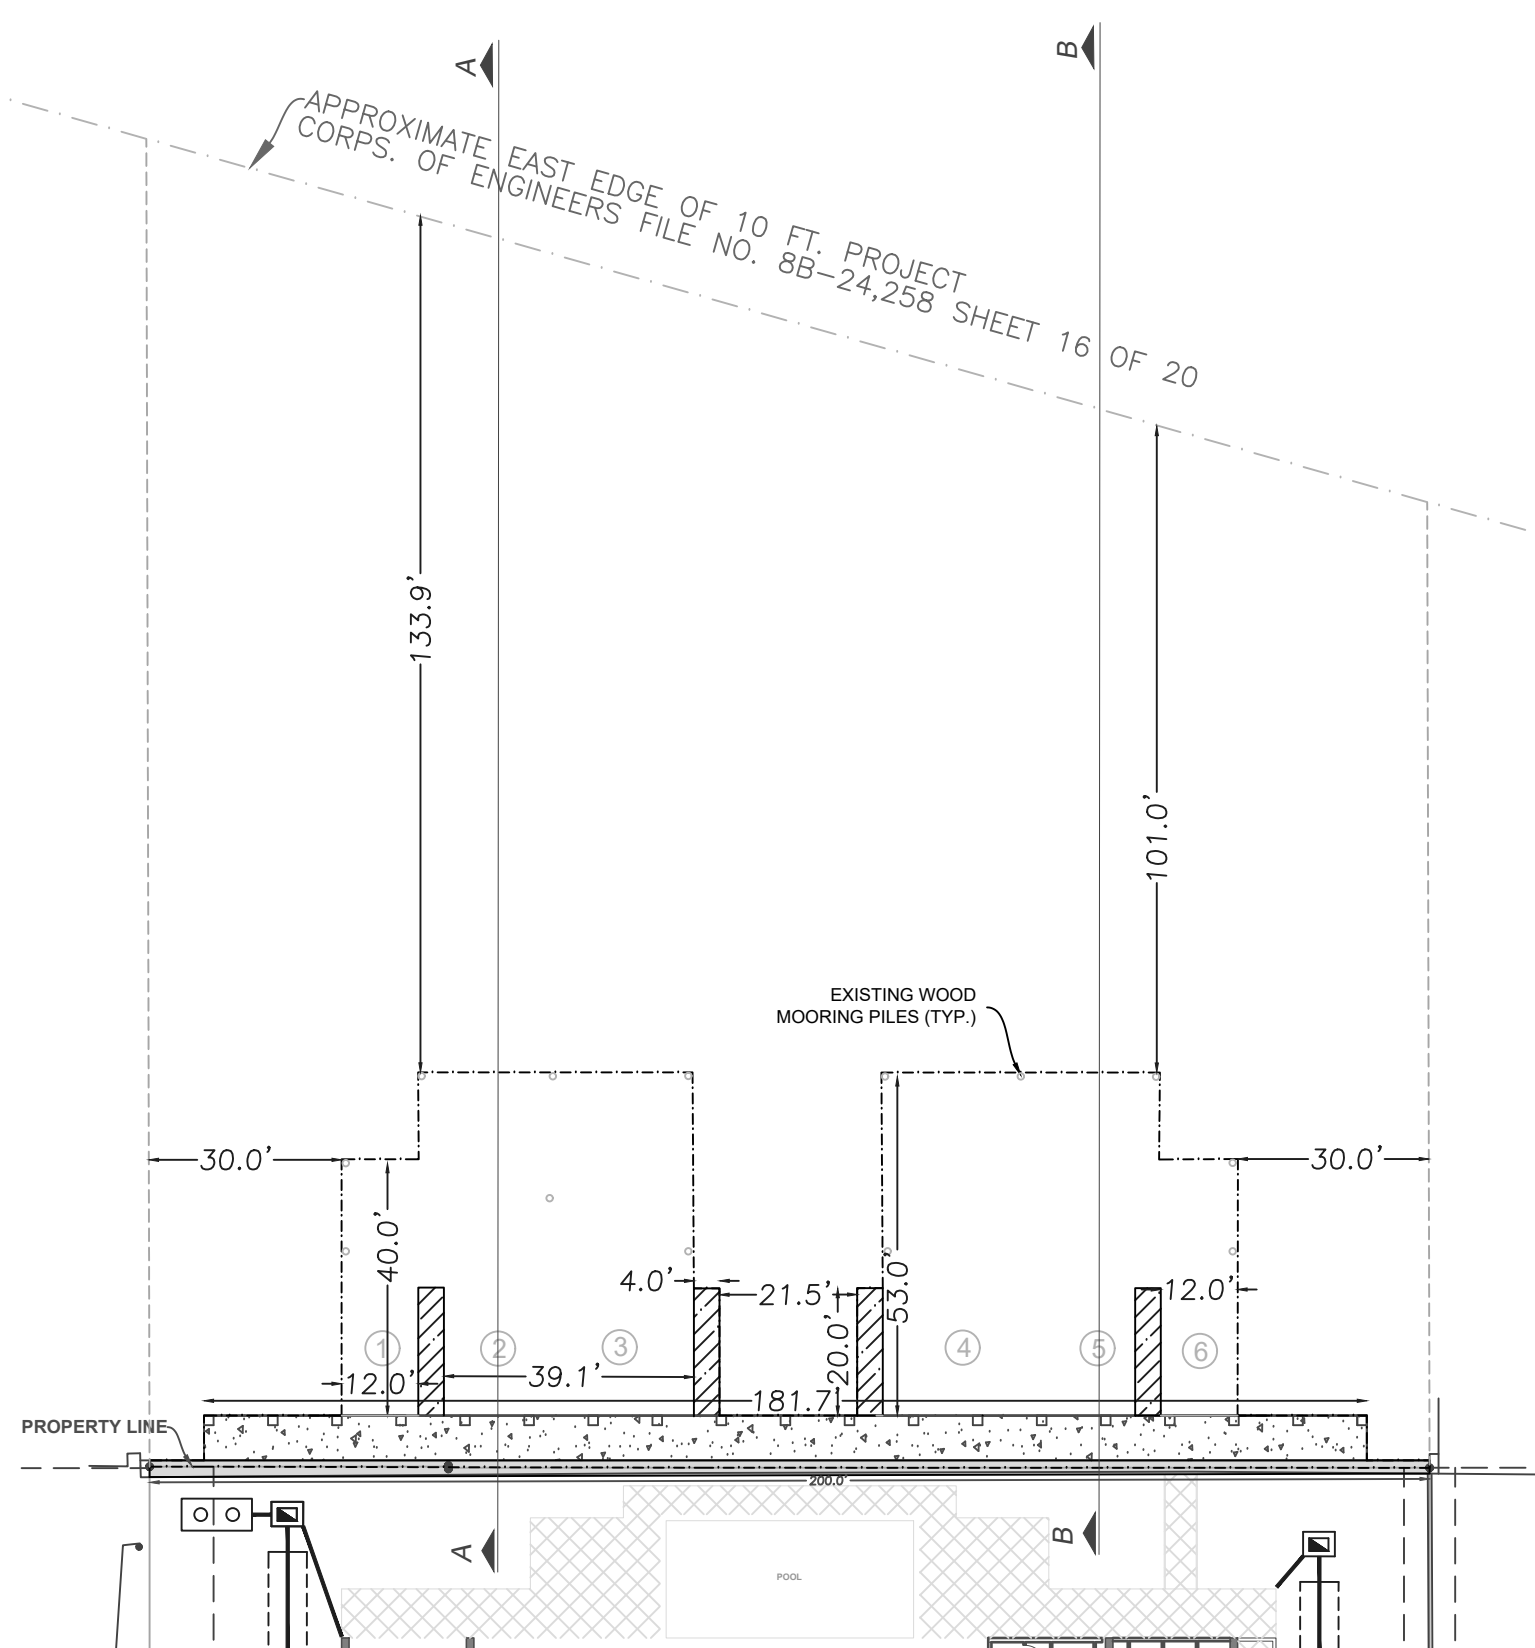 A
B
APPROXIMATE EAST EDGE OF 10 FT. PROJECT
CORPS. OF ENGINEERS FILE NO. 8B-24,258 SHEET 16 OF 20
133.9'
101.0'
EXISTING WOOD
MOORING PILES (TYP.)
30.0'
30.0'
40.0'
53.0'
4.0'
21.5'
12.0'
20.0'
1
2
3
4
5
6
12.0'
39.1'
181.7'
PROPERTY LINE
200.0'
A
B
POOL